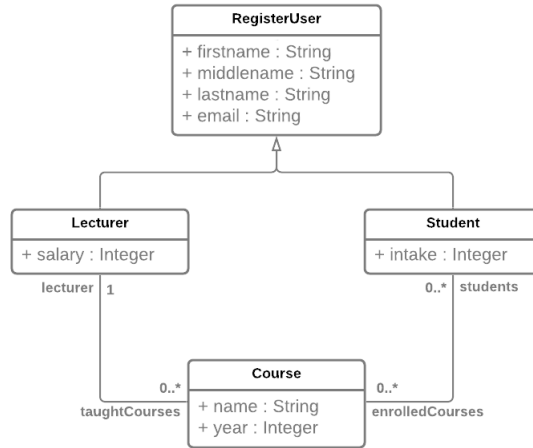 RegisterUser
+ firstname : String
+ middlename : String
+ lastname : String
+ email : String
Lecturer
+ salary : Integer
Student
+ intake : Integer
lecturer 1
0..* students
Course
+ name : String
+ year : Integer
0..*
taughtCourses
0..*
enrolledCourses